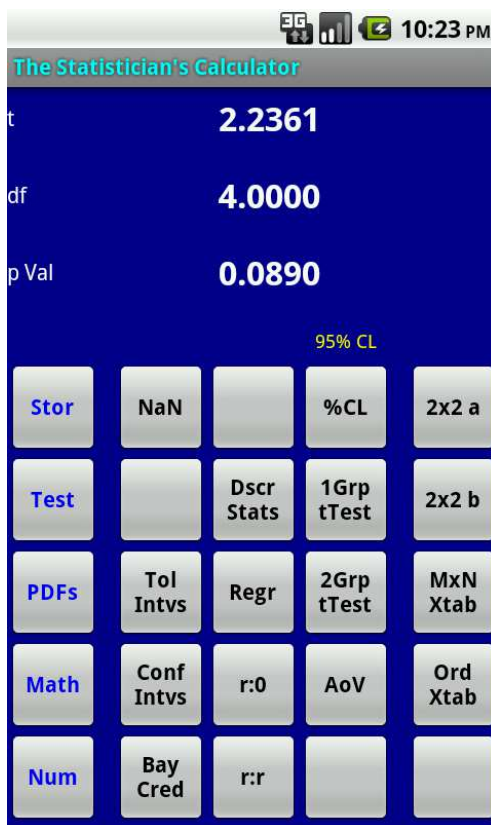 3G 10:23 PM
The Statistician's Calculator
t 2.2361
df 4.0000
p Val 0.0890
95% CL
Stor NaN %CL 2x2 a
Test Dscr Stats 1Grp tTest 2x2 b
PDFs Tol Intvs Regr 2Grp tTest MxN Xtab
Math Conf Intvs r:0 AoV Ord Xtab
Num Bay Cred r:r